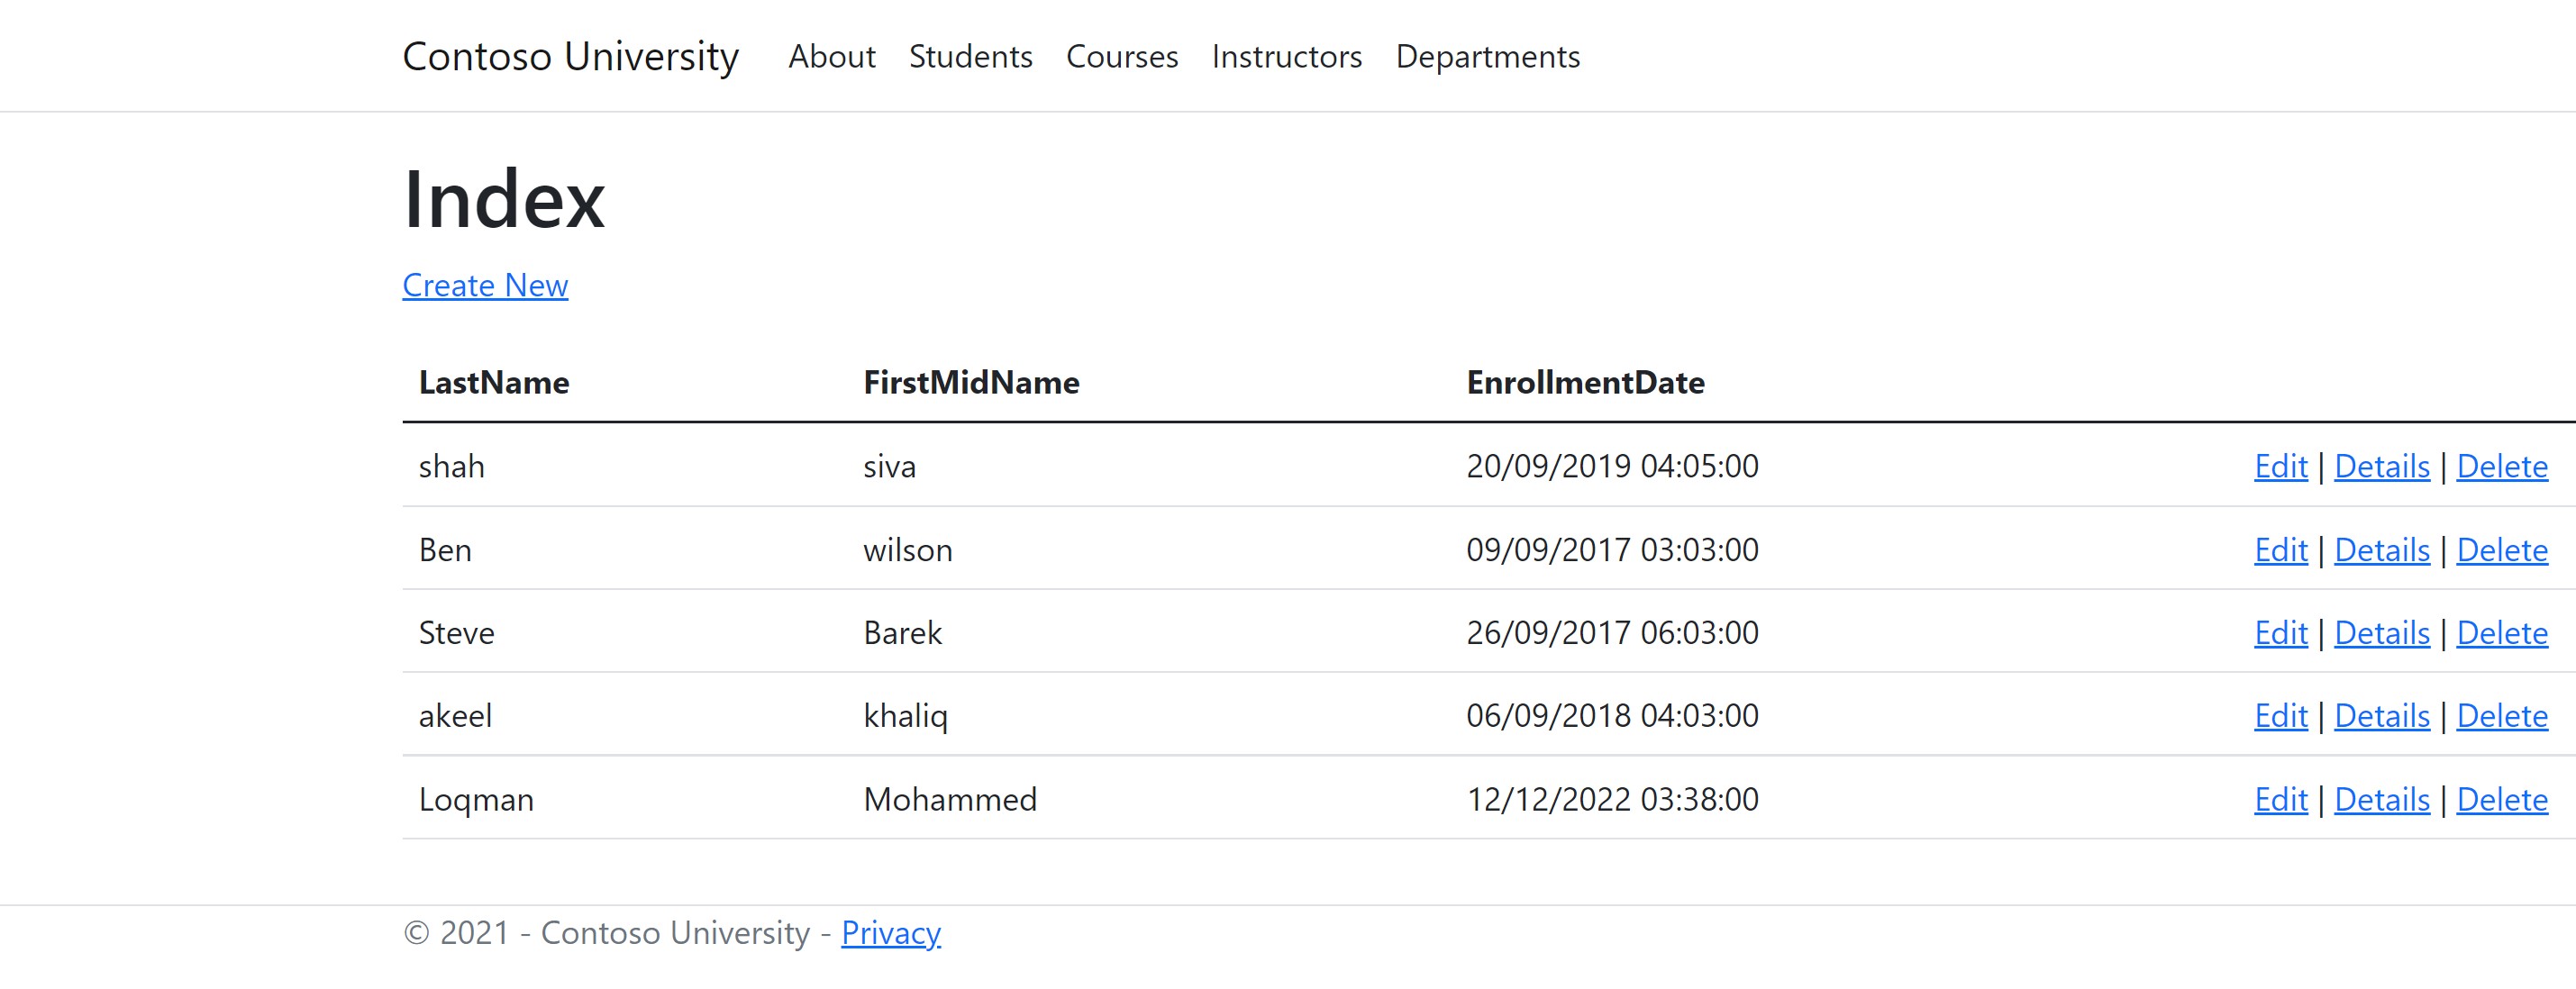 Contoso University About Students Courses Instructors Departments
Index
Create New
LastName FirstMidName EnrollmentDate
shah siva 20/09/2019 04:05:00 Edit | Details | Delete
Ben wilson 09/09/2017 03:03:00 Edit | Details | Delete
Steve Barek 26/09/2017 06:03:00 Edit | Details | Delete
akeel khaliq 06/09/2018 04:03:00 Edit | Details | Delete
Loqman Mohammed 12/12/2022 03:38:00 Edit | Details | Delete
© 2021 - Contoso University - Privacy